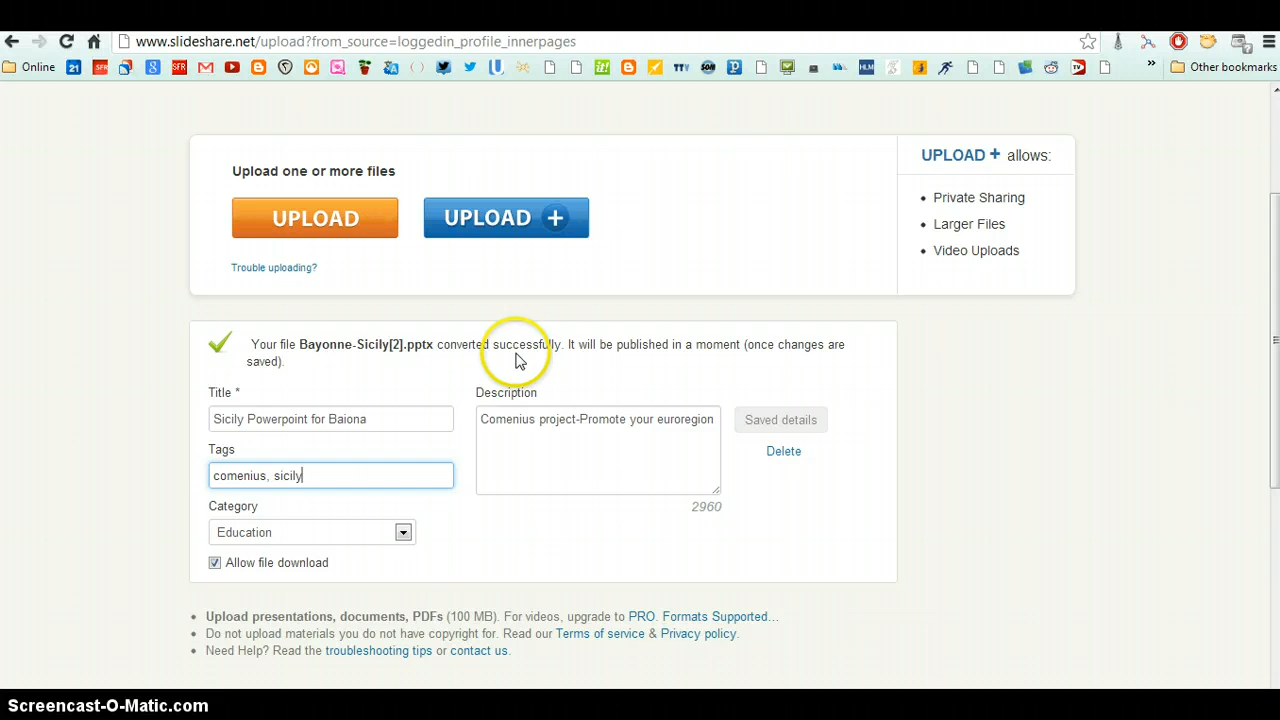 www.slideshare.net/upload?from_source=loggedin_profile_innerpages
Online
Other bookmarks
Upload one or more files
UPLOAD
UPLOAD +
Trouble uploading?
UPLOAD + allows:
Private Sharing
Larger Files
Video Uploads
Your file Bayonne-Sicily[2].pptx converted successfully. It will be published in a moment (once changes are
saved).
Title *
Sicily Powerpoint for Baiona
Tags
comenius, sicily
Category
Education
Allow file download
Description
Comenius project-Promote your euroregion
2960
Saved details
Delete
Upload presentations, documents, PDFs (100 MB). For videos, upgrade to PRO. Formats Supported...
Do not upload materials you do not have copyright for. Read our Terms of service & Privacy policy.
Need Help? Read the troubleshooting tips or contact us.
Screencast-O-Matic.com